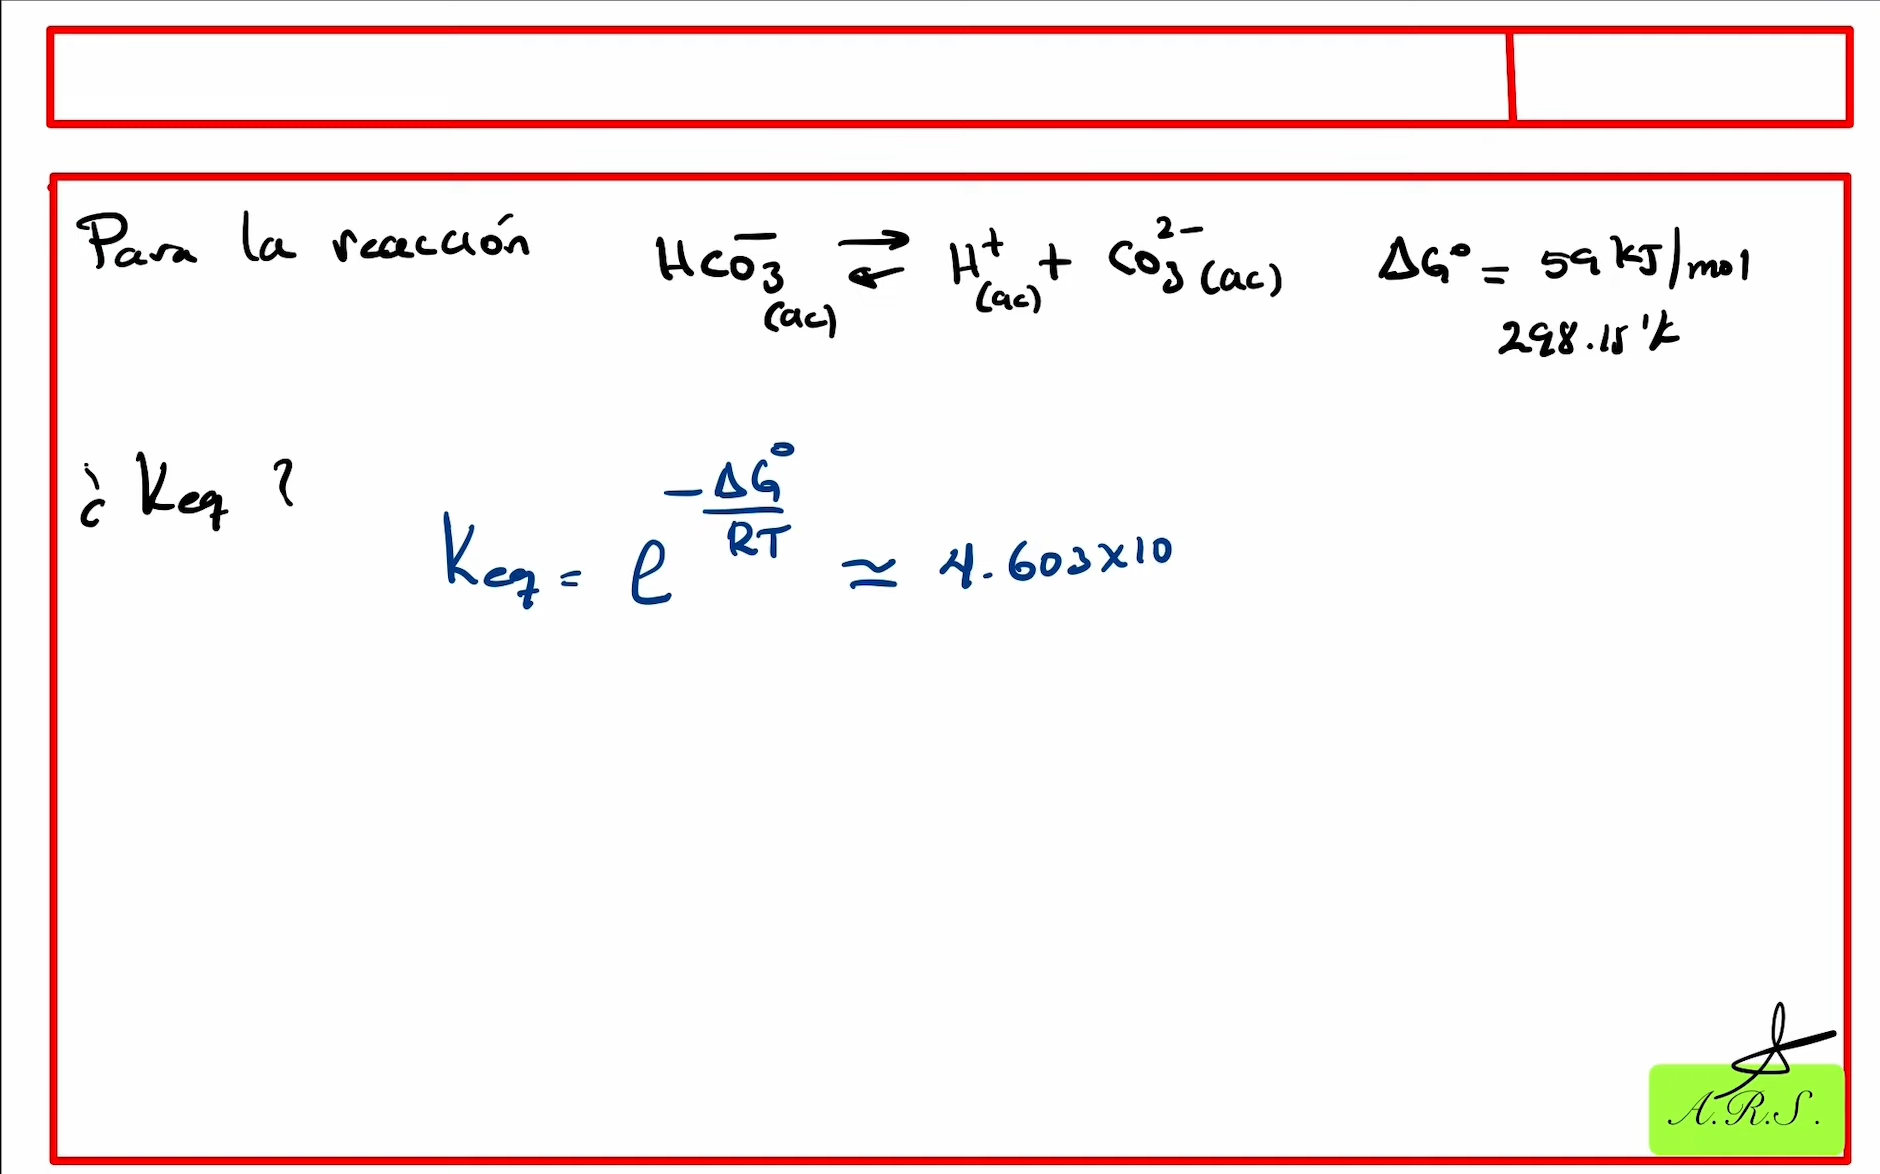 Para la reacción HCO₃⁻(ac) ⇌ H⁺(ac) + CO₃²⁻(ac) ΔG° = 59 kJ/mol
298.15 °K
¿ Keq ?
Keq = e^(-ΔG°/RT) ≃ 4.603x10
A.R.S.